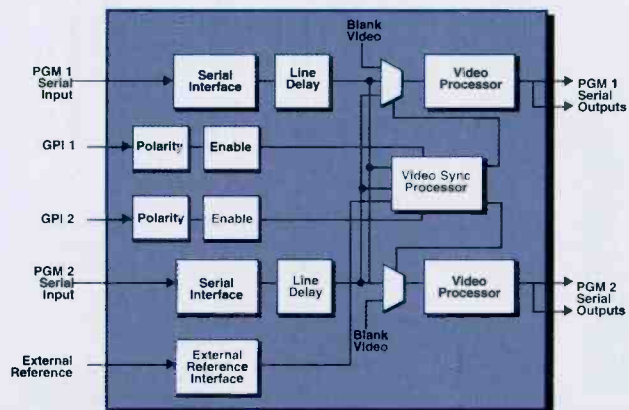 Blank
Video
PGM 1
Serial
Input
Serial
Interface
Line
Delay
Video
Processor
PGM 1
Serial
Outputs
GPI 1
Polarity
Enable
Video Sync
Processor
GPI 2
Polarity
Enable
PGM 2
Serial
Input
Serial
Interface
Line
Delay
Video
Processor
PGM 2
Serial
Outputs
Blank
Video
External
Reference
External
Reference
Interface